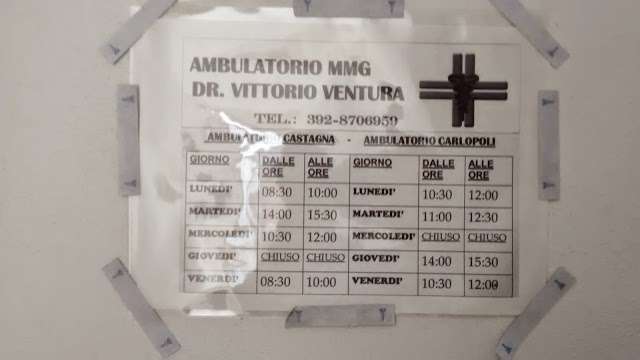 AMBULATORIO MMG
DR. VITTORIO VENTURA
TEL.: 392-8706959
AMBULATORIO CASTAGNA - AMBULATORIO CARLOPOLI
GIORNO DALLE ORE ALLE ORE GIORNO DALLE ORE ALLE ORE
LUNEDI' 08:30 10:00 LUNEDI' 10:30 12:00
MARTEDI' 14:00 15:30 MARTEDI' 11:00 12:30
MERCOLEDI' 10:30 12:00 MERCOLEDI' CHIUSO CHIUSO
GIOVEDI' CHIUSO CHIUSO GIOVEDI' 14:00 15:30
VENERDI' 08:30 10:00 VENERDI' 10:30 12:00